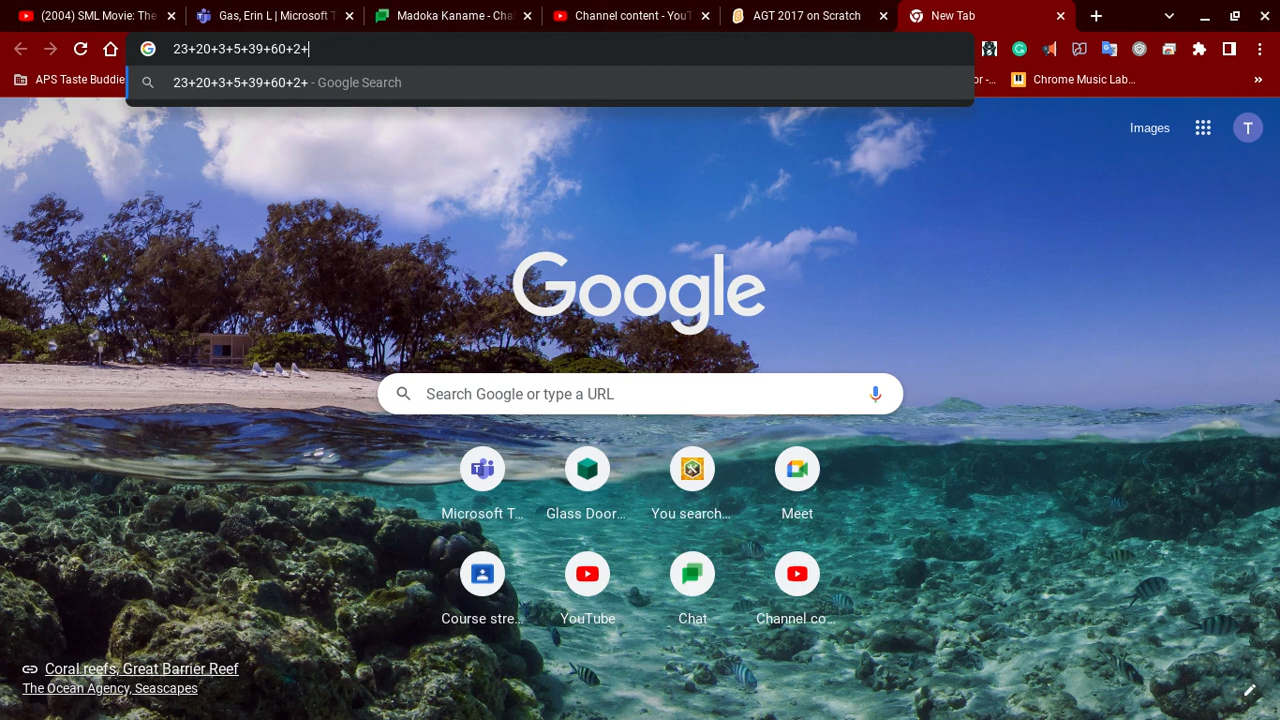 (2004) SML Movie: The
Gas, Erin L | Microsoft T
Madoka Kaname - Cha
Channel content - YouT
AGT 2017 on Scratch
New Tab
23+20+3+5+39+60+2+
APS Taste Buddie
23+20+3+5+39+60+2+ - Google Search
or -...
Chrome Music Lab...
Images
T
Google
Search Google or type a URL
Microsoft T...
Glass Door...
You search...
Meet
Course stre...
YouTube
Chat
Channel co...
Coral reefs, Great Barrier Reef
The Ocean Agency, Seascapes